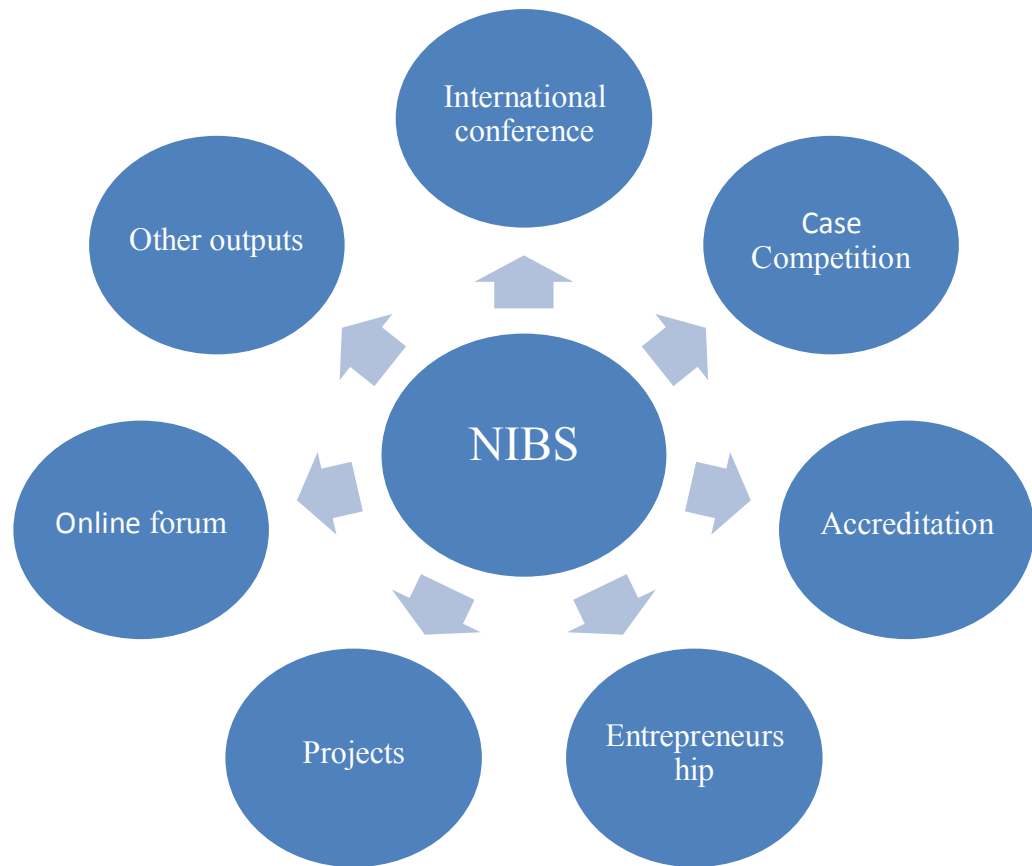 International
conference
Case
Competition
Other outputs
NIBS
Online forum
Accreditation
Projects
Entrepreneurs
hip